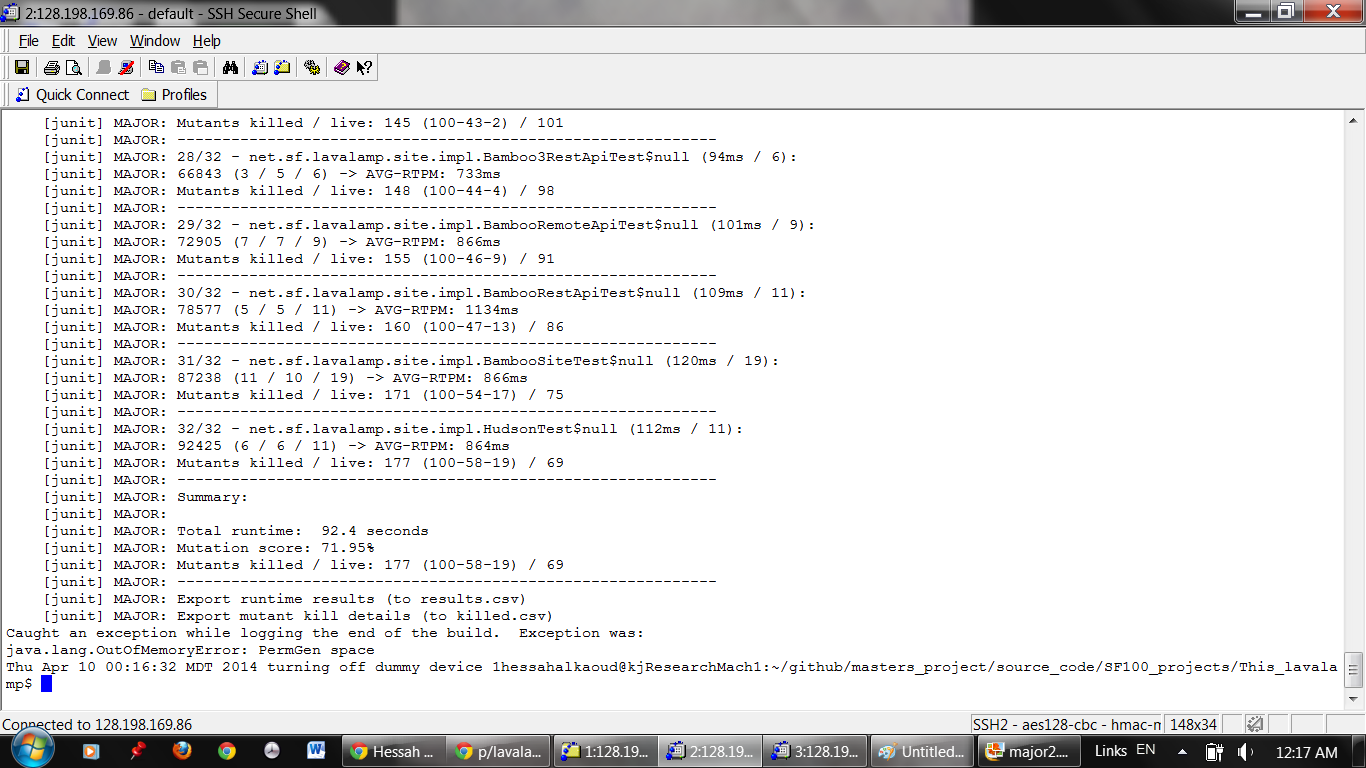 2:128.198.169.86 - default - SSH Secure Shell
File Edit View Window Help
Quick Connect Profiles
[junit] MAJOR: Mutants killed / live: 145 (100-43-2) / 101
[junit] MAJOR: ------------------------------------------------------------
[junit] MAJOR: 28/32 - net.sf.lavalamp.site.impl.Bamboo3RestApiTest$null (94ms / 6):
[junit] MAJOR: 66843 (3 / 5 / 6) -> AVG-RTPM: 733ms
[junit] MAJOR: Mutants killed / live: 148 (100-44-4) / 98
[junit] MAJOR: ------------------------------------------------------------
[junit] MAJOR: 29/32 - net.sf.lavalamp.site.impl.BambooRemoteApiTest$null (101ms / 9):
[junit] MAJOR: 72905 (7 / 7 / 9) -> AVG-RTPM: 866ms
[junit] MAJOR: Mutants killed / live: 155 (100-46-9) / 91
[junit] MAJOR: ------------------------------------------------------------
[junit] MAJOR: 30/32 - net.sf.lavalamp.site.impl.BambooRestApiTest$null (109ms / 11):
[junit] MAJOR: 78577 (5 / 5 / 11) -> AVG-RTPM: 1134ms
[junit] MAJOR: Mutants killed / live: 160 (100-47-13) / 86
[junit] MAJOR: ------------------------------------------------------------
[junit] MAJOR: 31/32 - net.sf.lavalamp.site.impl.BambooSiteTest$null (120ms / 19):
[junit] MAJOR: 87238 (11 / 10 / 19) -> AVG-RTPM: 866ms
[junit] MAJOR: Mutants killed / live: 171 (100-54-17) / 75
[junit] MAJOR: ------------------------------------------------------------
[junit] MAJOR: 32/32 - net.sf.lavalamp.site.impl.HudsonTest$null (112ms / 11):
[junit] MAJOR: 92425 (6 / 6 / 11) -> AVG-RTPM: 864ms
[junit] MAJOR: Mutants killed / live: 177 (100-58-19) / 69
[junit] MAJOR: ------------------------------------------------------------
[junit] MAJOR: Summary:
[junit] MAJOR:
[junit] MAJOR: Total runtime:  92.4 seconds
[junit] MAJOR: Mutation score: 71.95%
[junit] MAJOR: Mutants killed / live: 177 (100-58-19) / 69
[junit] MAJOR: ------------------------------------------------------------
[junit] MAJOR: Export runtime results (to results.csv)
[junit] MAJOR: Export mutant kill details (to killed.csv)
Caught an exception while logging the end of the build.  Exception was:
java.lang.OutOfMemoryError: PermGen space
Thu Apr 10 00:16:32 MDT 2014 turning off dummy device 1hessahalkaoud@kjResearchMach1:~/github/masters_project/source_code/SF100_projects/This_lavala
mp$
Connected to 128.198.169.86 SSH2 - aes128-cbc - hmac-m 148x34
Hessah ... p/lavala... 1:128.19... 2:128.19... 3:128.19... Untitled... major2.... Links EN 12:17 AM